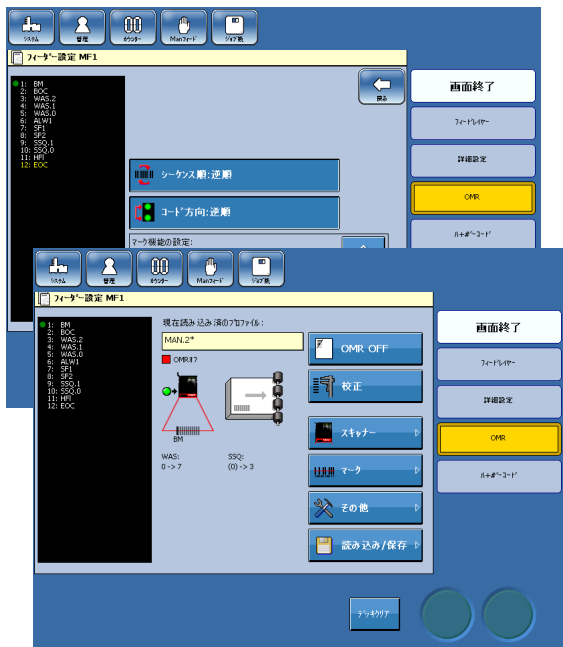 システム
管理
カウンター
Manフィード
ジョブ観
フィーダー設定 MF1
1: BM
2: BOC
3: WAS.2
4: WAS.1
5: WAS.0
6: ALW1
7: SF1
8: SF2
9: SSQ.1
10: SSQ.0
11: HFI
12: EOC
戻る
シーケンス順:逆順
コード方向:逆順
マーク機能の設定:
画面終了
フィードレイヤー
詳細設定
OMR
バーコード
システム
管理
カウンター
Manフィード
フィーダー設定 MF1
1: BM
2: BOC
3: WAS.2
4: WAS.1
5: WAS.0
6: ALW1
7: SF1
8: SF2
9: SSQ.1
10: SSQ.0
11: HFI
12: EOC
現在読み込み済のプロファイル:
MAN.2*
OMRオフ
BM
WAS:
0 -> 7
SSQ:
(0) -> 3
OMR OFF
校正
スキャナー
マーク
その他
読み込み/保存
画面終了
フィードレイヤー
詳細設定
OMR
デッキクリア